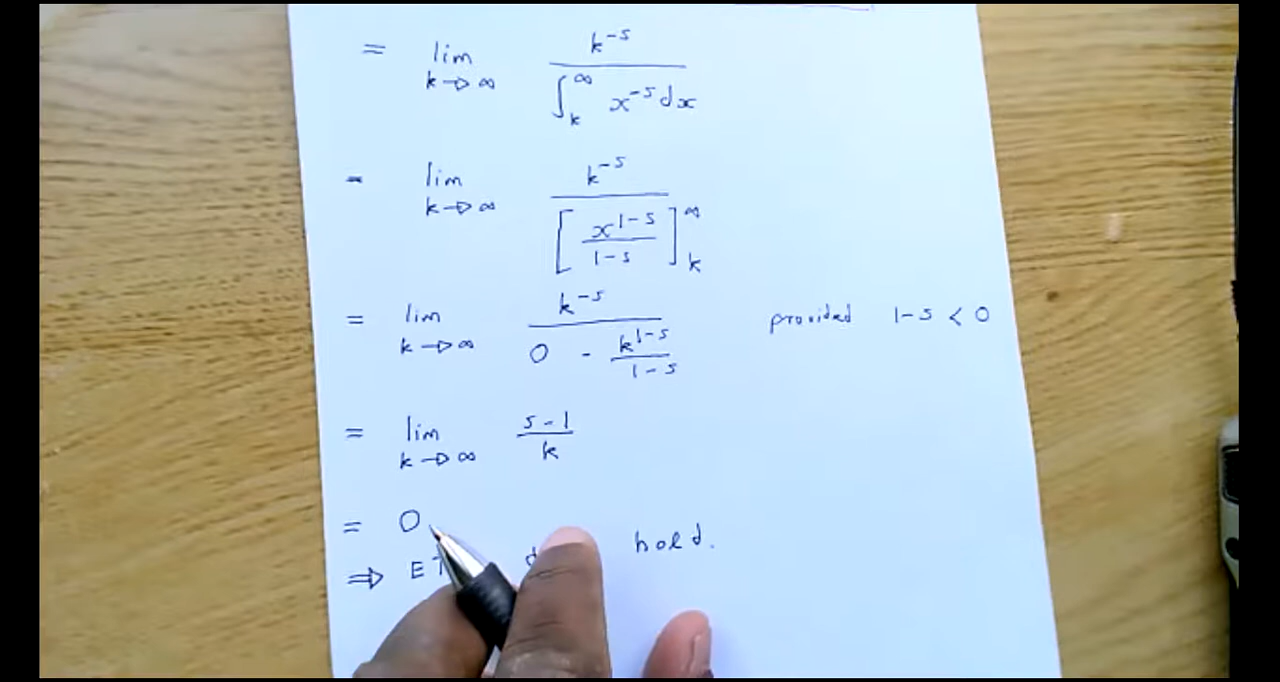 = lim k→∞ k^-s / ∫_k^∞ x^-s dx
= lim k→∞ k^-s / [ x^1-s / 1-s ]_k^∞
= lim k→∞ k^-s / 0 - k^1-s / 1-s provided 1-s < 0
= lim k→∞ s-1 / k
= 0
⇒ hold.